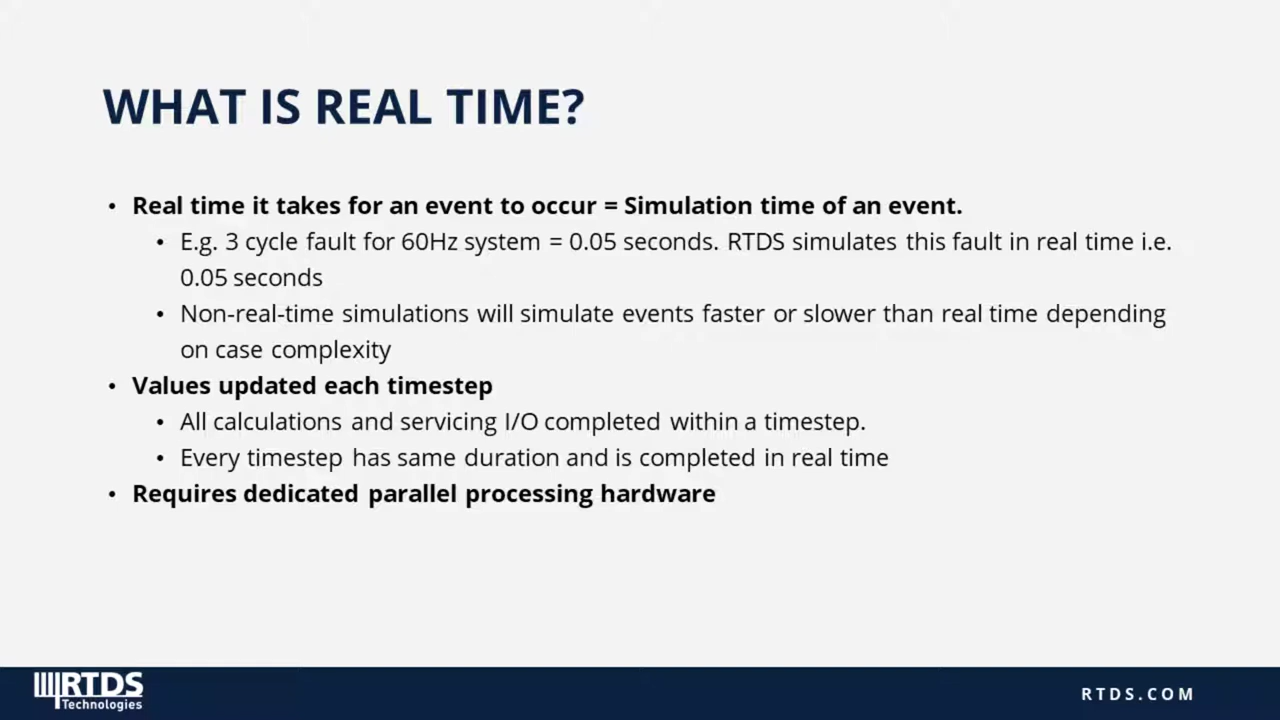 WHAT IS REAL TIME?
• Real time it takes for an event to occur = Simulation time of an event.
• E.g. 3 cycle fault for 60Hz system = 0.05 seconds. RTDS simulates this fault in real time i.e.
0.05 seconds
• Non-real-time simulations will simulate events faster or slower than real time depending
on case complexity
• Values updated each timestep
• All calculations and servicing I/O completed within a timestep.
• Every timestep has same duration and is completed in real time
• Requires dedicated parallel processing hardware
RTDS
Technologies
RTDS.COM